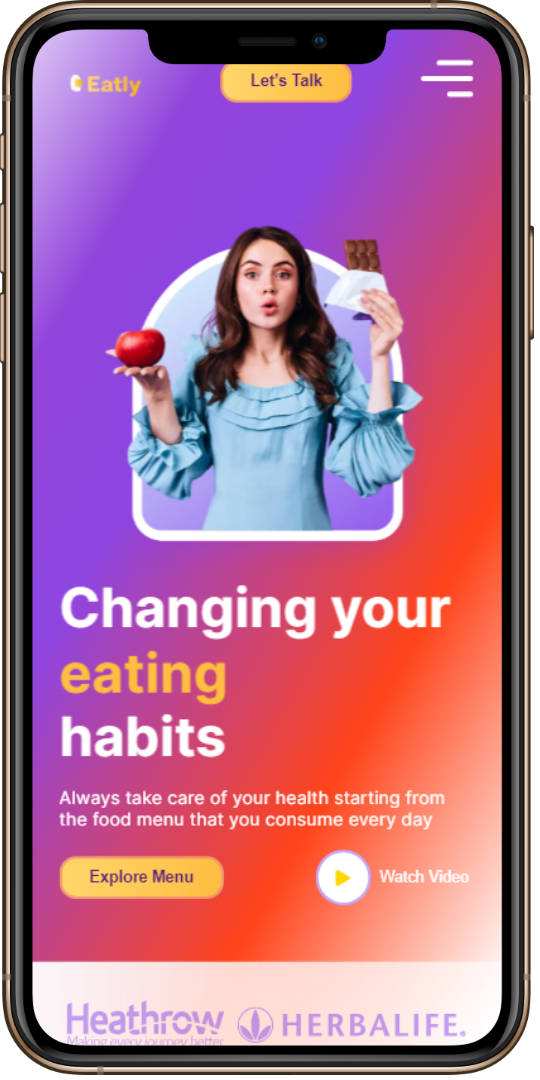 Eatly
Let's Talk
Changing your
eating
habits
Always take care of your health starting from
the food menu that you consume every day
Explore Menu
Watch Video
Heathrow
Making every journey better
HERBALIFE.